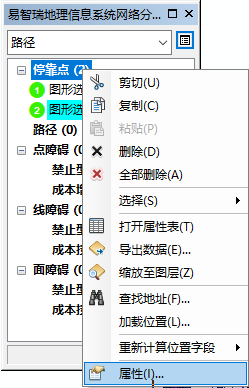 易智瑞地理信息系统网络分...
路径
停靠点 (2)
1 图形选
2 图形选
路径 (0)
点障碍 (0)
禁止型
成本增
线障碍 (0)
禁止型
成本按
面障碍 (0)
禁止型
成本按
剪切(U)
复制(C)
粘贴(P)
删除(D)
全部删除(A)
选择(S)
打开属性表(T)
导出数据(E)...
缩放至图层(Z)
查找地址(F)...
加载位置(L)...
重新计算位置字段
属性(I)...